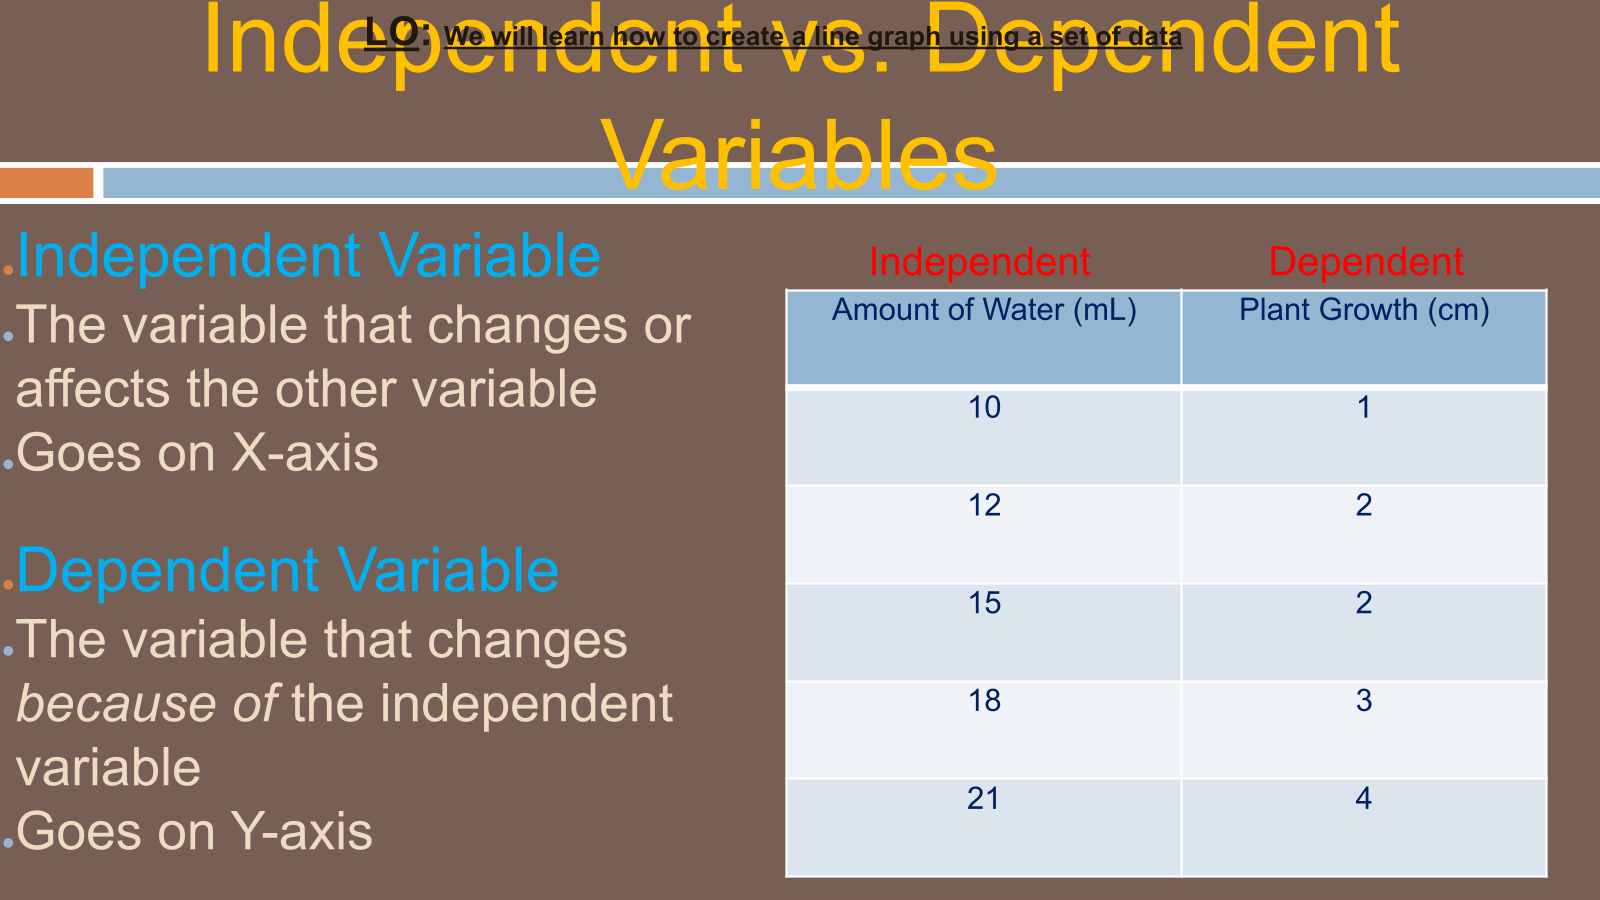 LO: We will learn how to create a line graph using a set of data
Independent vs. Dependent
Variables
Independent Variable
The variable that changes or
affects the other variable
Goes on X-axis
Dependent Variable
The variable that changes
because of the independent
variable
Goes on Y-axis
Independent Dependent
Amount of Water (mL) Plant Growth (cm)
10 1
12 2
15 2
18 3
21 4